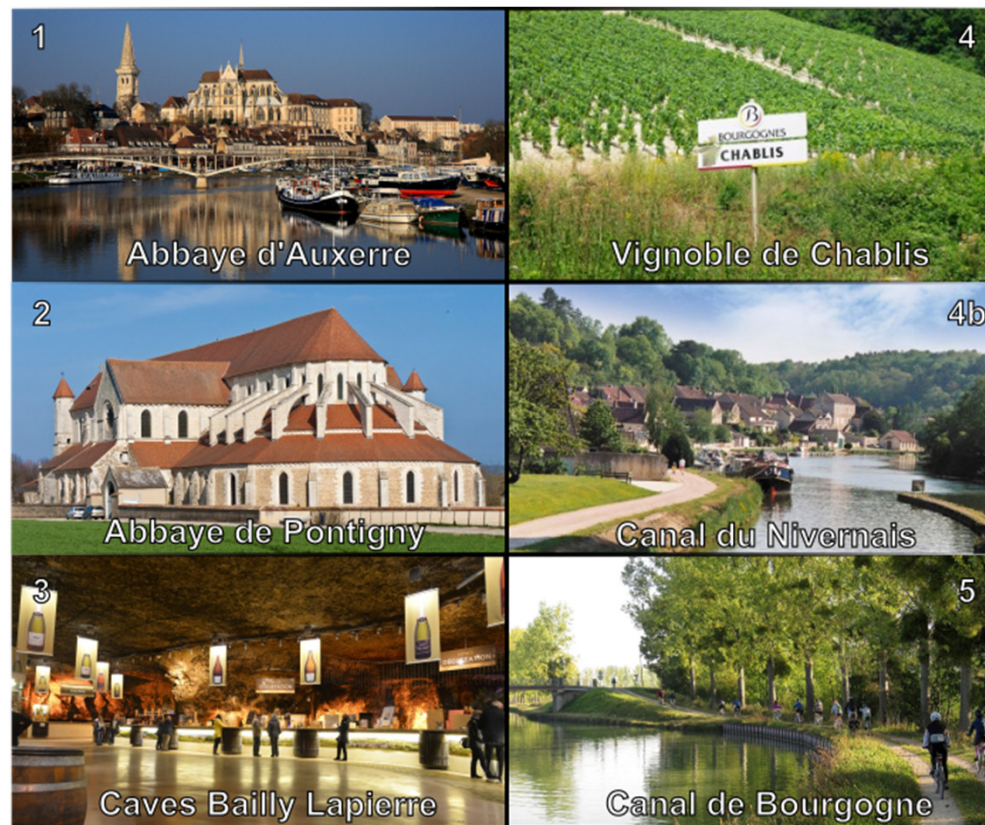 1
Abbaye d'Auxerre
2
Abbaye de Pontigny
3
Caves Bailly Lapierre
4
B
BOURGOGNES
CHABLIS
Vignoble de Chablis
4b
Canal du Nivernais
5
Canal de Bourgogne